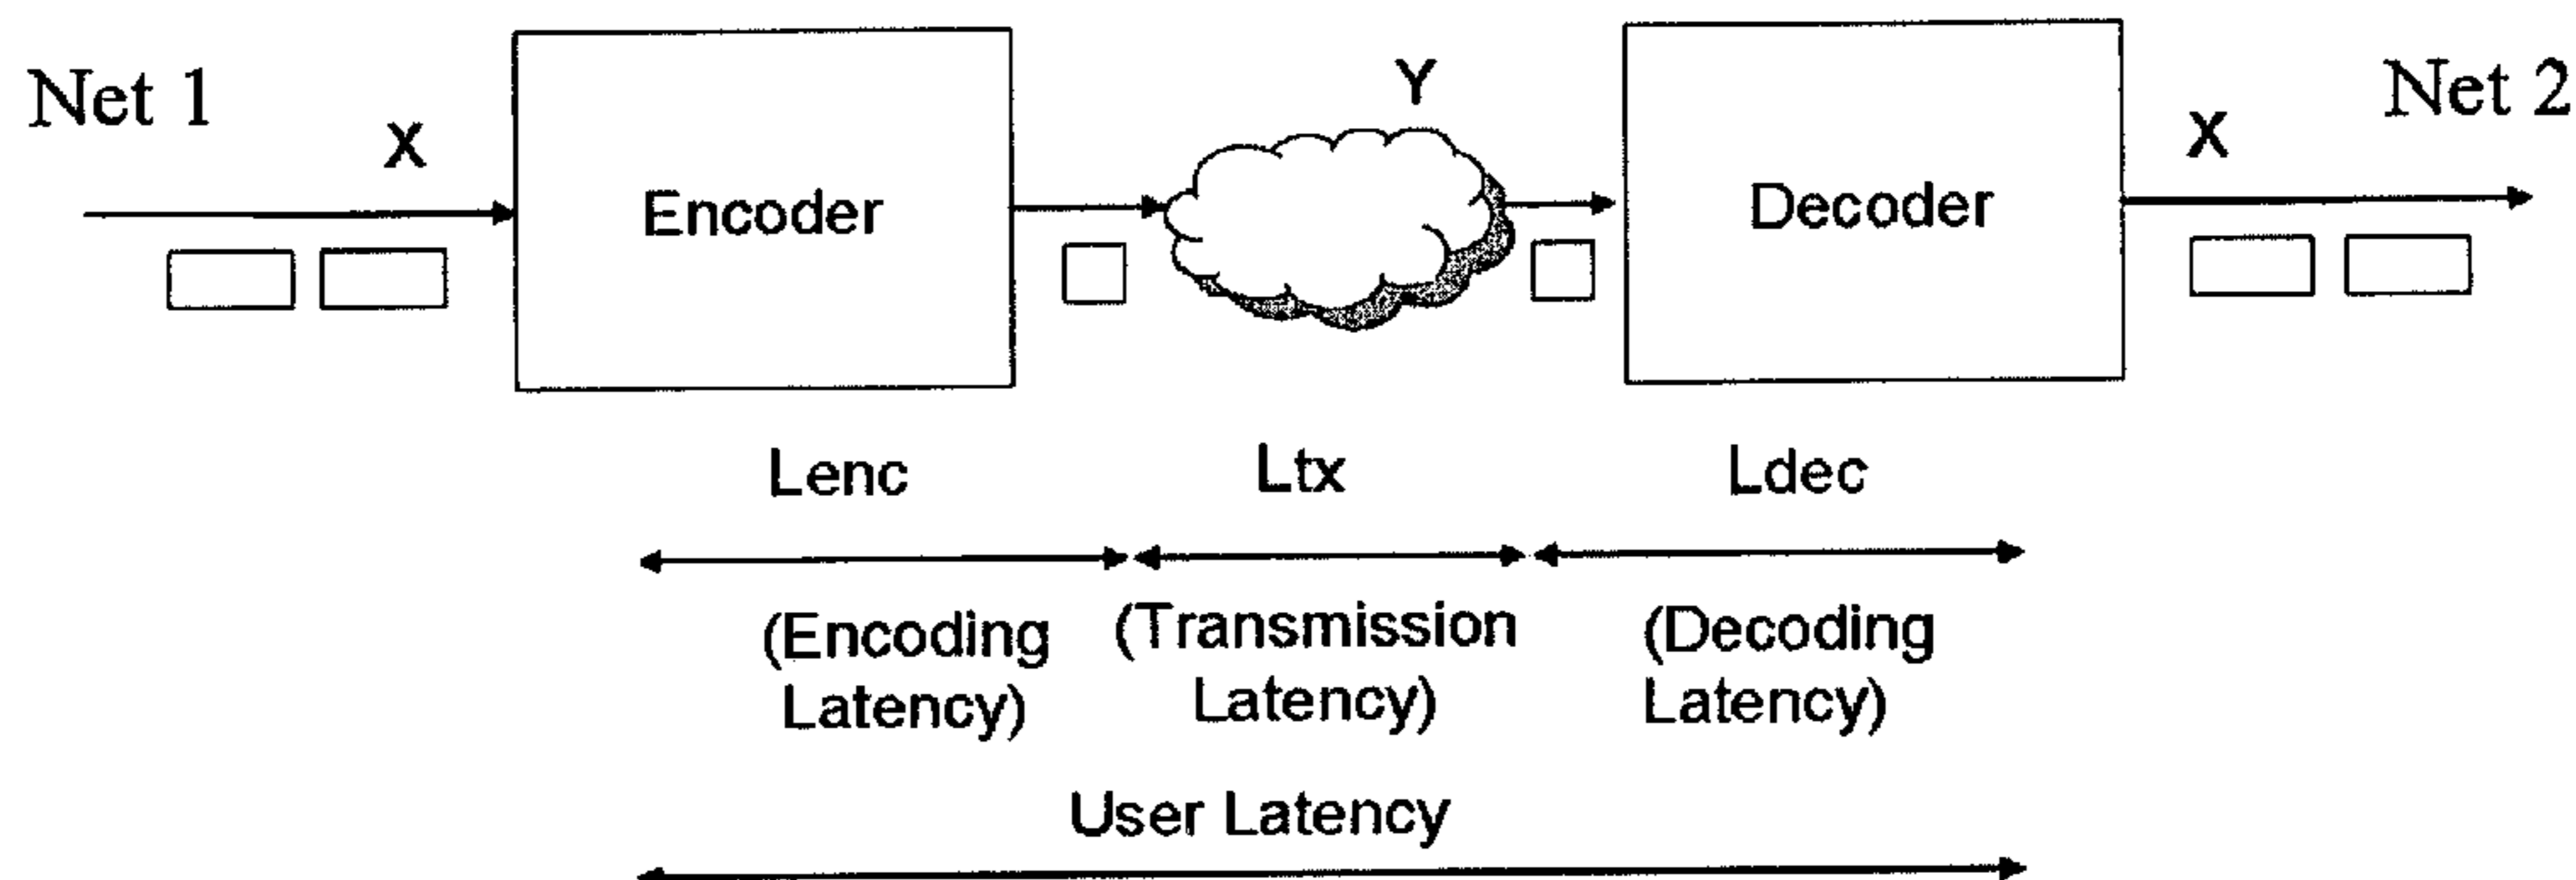 Net 1
X
Encoder
Y
Decoder
X
Net 2
Lenc
Ltx
Ldec
(Encoding
Latency)
(Transmission
Latency)
(Decoding
Latency)
User Latency